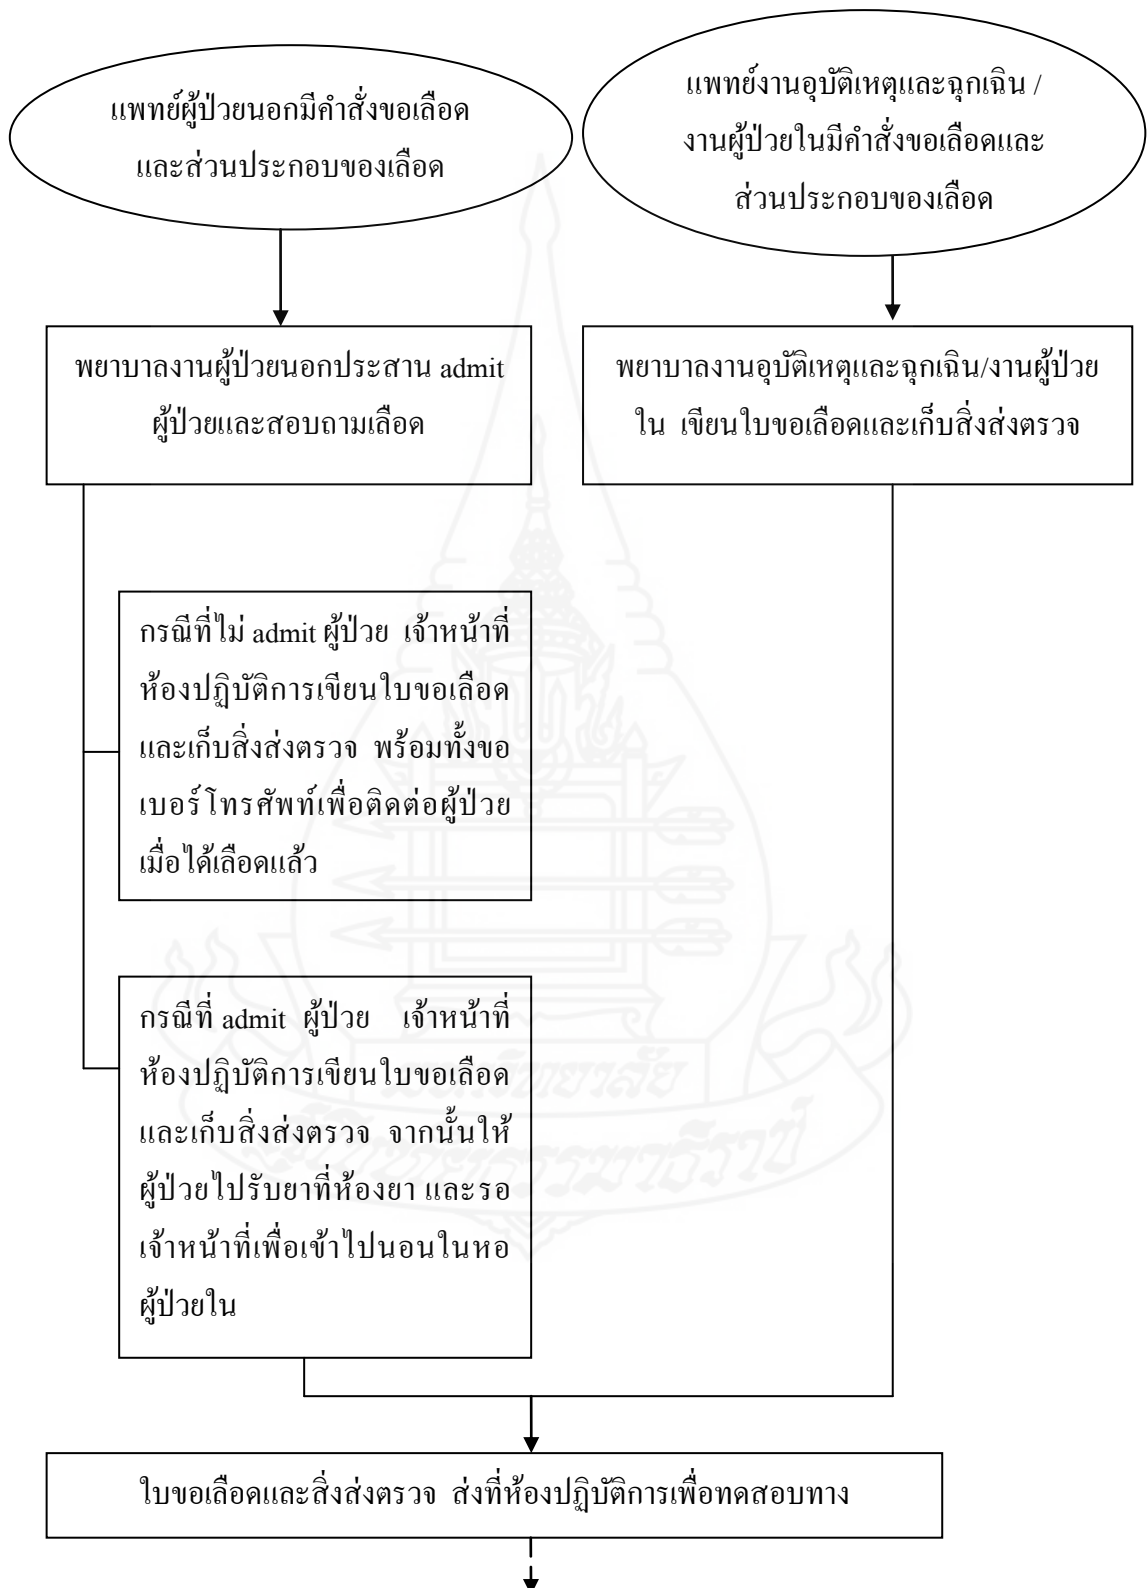 แพทย์ผู้ป่วยนอกมีคำสั่งขอเลือด
และส่วนประกอบของเลือด
แพทย์งานอุบัติเหตุและฉุกเฉิน /
งานผู้ป่วยในมีคำสั่งขอเลือดและ
ส่วนประกอบของเลือด
พยาบาลงานผู้ป่วยนอกประสาน admit
ผู้ป่วยและสอบถามเลือด
พยาบาลงานอุบัติเหตุและฉุกเฉิน/งานผู้ป่วย
ใน เขียนใบขอเลือดและเก็บสิ่งส่งตรวจ
กรณีที่ไม่ admit ผู้ป่วย เจ้าหน้าที่
ห้องปฏิบัติการเขียนใบขอเลือด
และเก็บสิ่งส่งตรวจ พร้อมทั้งขอ
เบอร์โทรศัพท์เพื่อติดต่อผู้ป่วย
เมื่อได้เลือดแล้ว
กรณีที่ admit ผู้ป่วย เจ้าหน้าที่
ห้องปฏิบัติการเขียนใบขอเลือด
และเก็บสิ่งส่งตรวจ จากนั้นให้
ผู้ป่วยไปรับยาที่ห้องยา และรอ
เจ้าหน้าที่เพื่อเข้าไปนอนในหอ
ผู้ป่วยใน
มหาวิทยาลัย
สุโขทัยธรรมาธิราช
ใบขอเลือดและสิ่งส่งตรวจ ส่งที่ห้องปฏิบัติการเพื่อทดสอบทาง